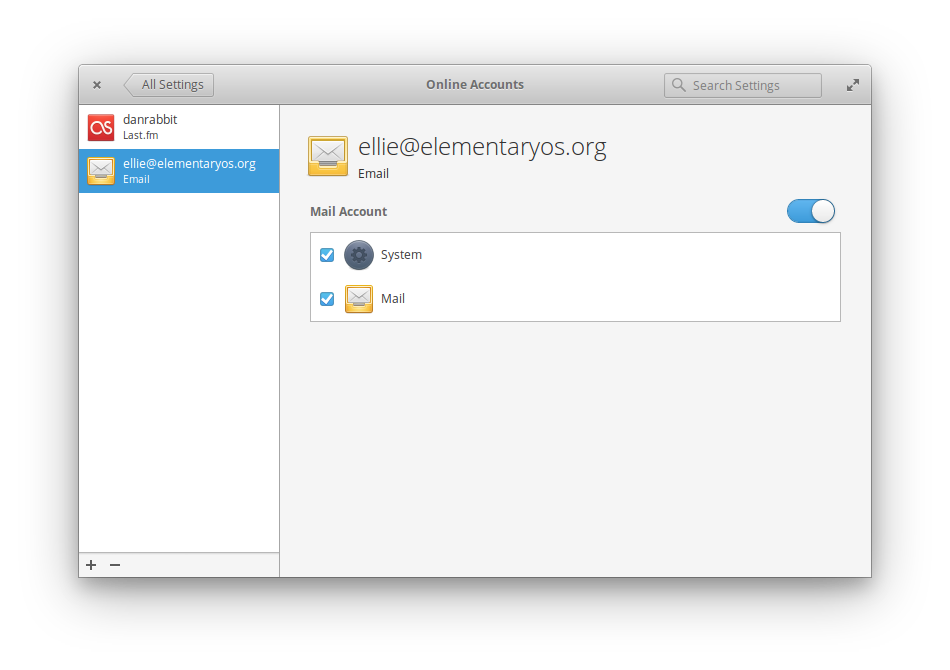 All Settings
Online Accounts
Search Settings
danrabbit
Last.fm
ellie@elementaryos.org
Email
ellie@elementaryos.org
Email
Mail Account
System
Mail